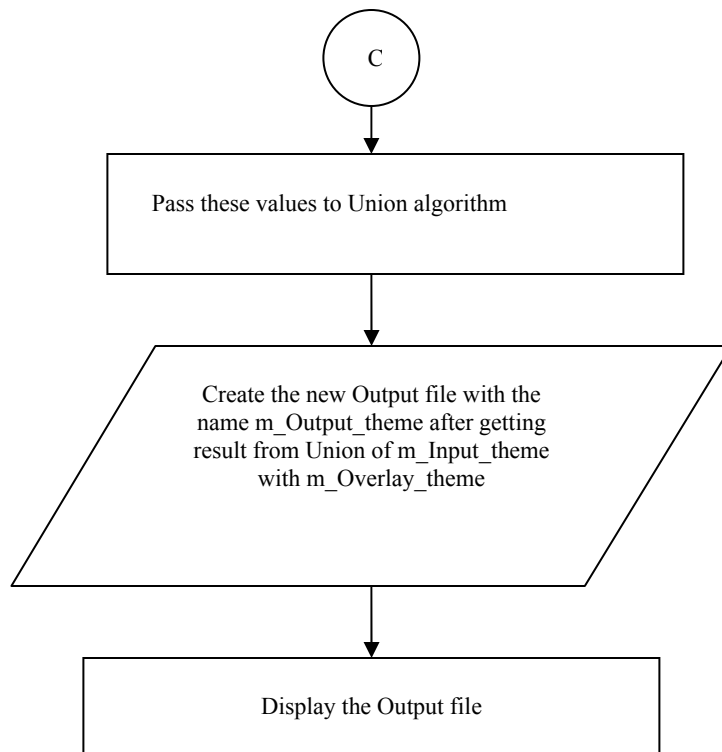 C
Pass these values to Union algorithm
Create the new Output file with the
name m_Output_theme after getting
result from Union of m_Input_theme
with m_Overlay_theme
Display the Output file